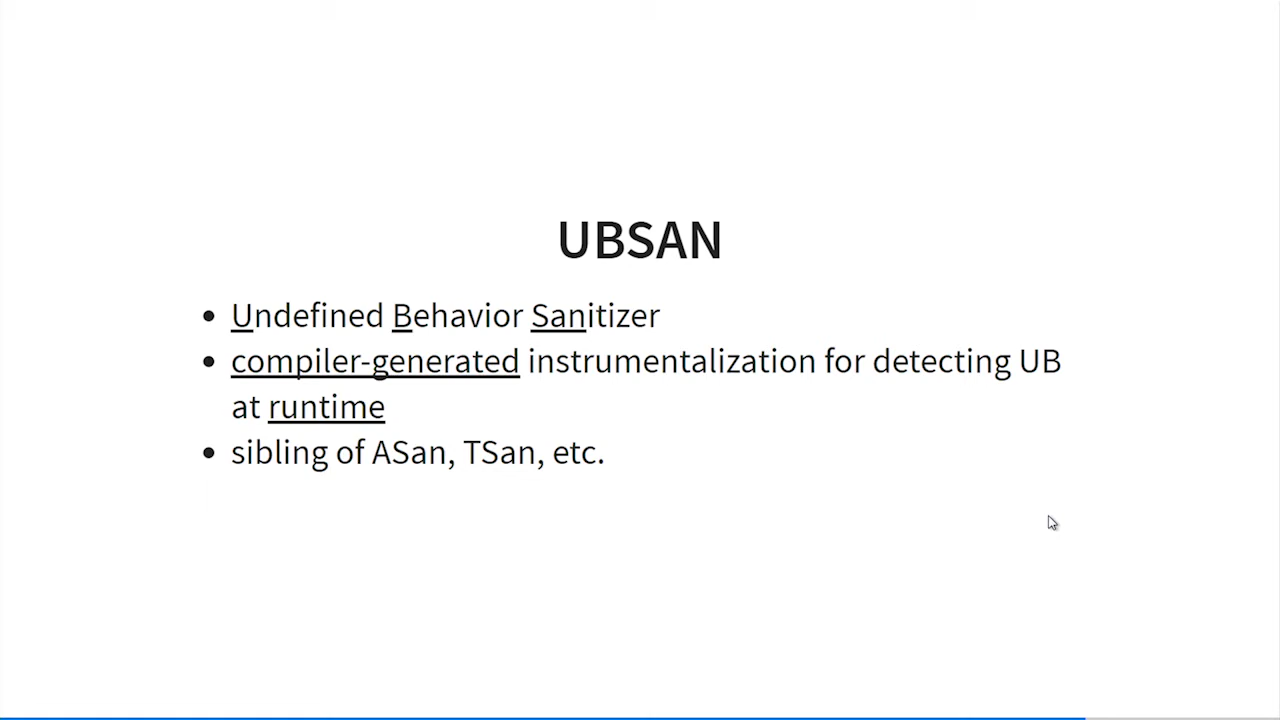 UBSAN
• Undefined Behavior Sanitizer
• compiler-generated instrumentalization for detecting UB
at runtime
• sibling of ASan, TSan, etc.